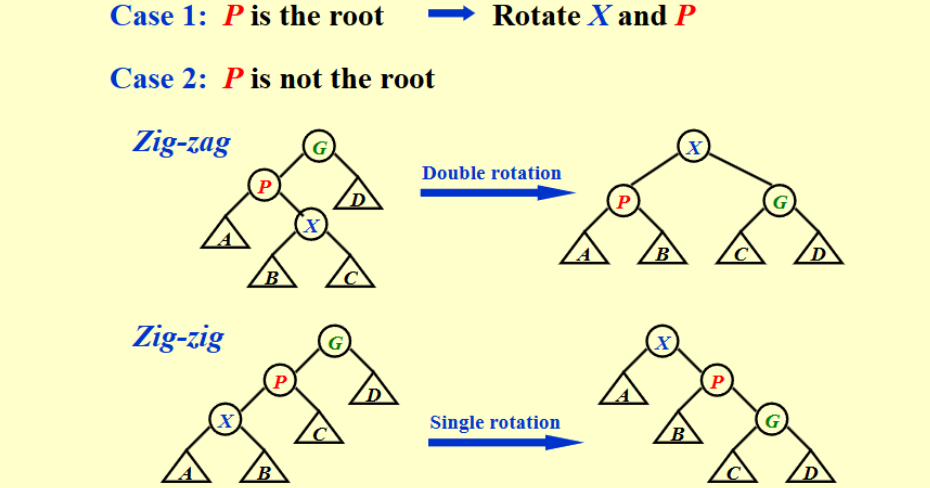 Case 1: P is the root → Rotate X and P
Case 2: P is not the root
Zig-zag
G
P
D
X
A
B
C
Double rotation
X
P
G
A
B
C
D
Zig-zig
G
P
D
X
C
A
B
Single rotation
X
A
P
B
G
C
D